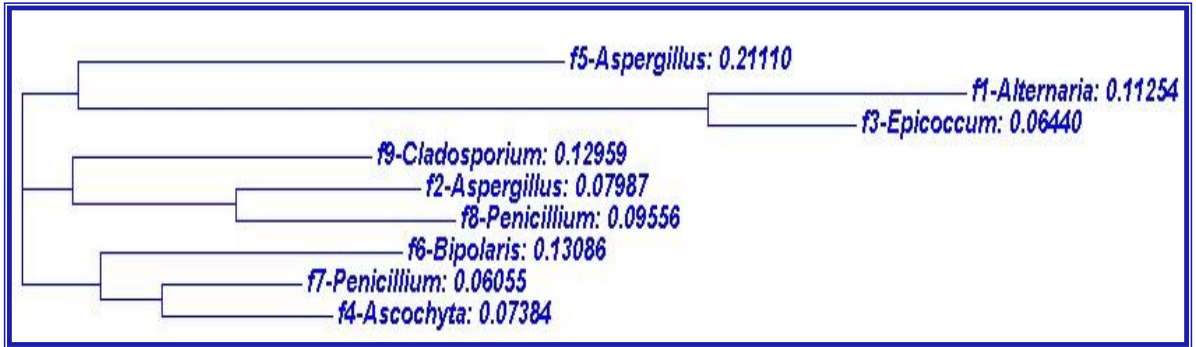 f5-Aspergillus: 0.21110
f1-Alternaria: 0.11254
f3-Epicoccum: 0.06440
f9-Cladosporium: 0.12959
f2-Aspergillus: 0.07987
f8-Penicillium: 0.09556
f6-Bipolaris: 0.13086
f7-Penicillium: 0.06055
f4-Ascochyta: 0.07384